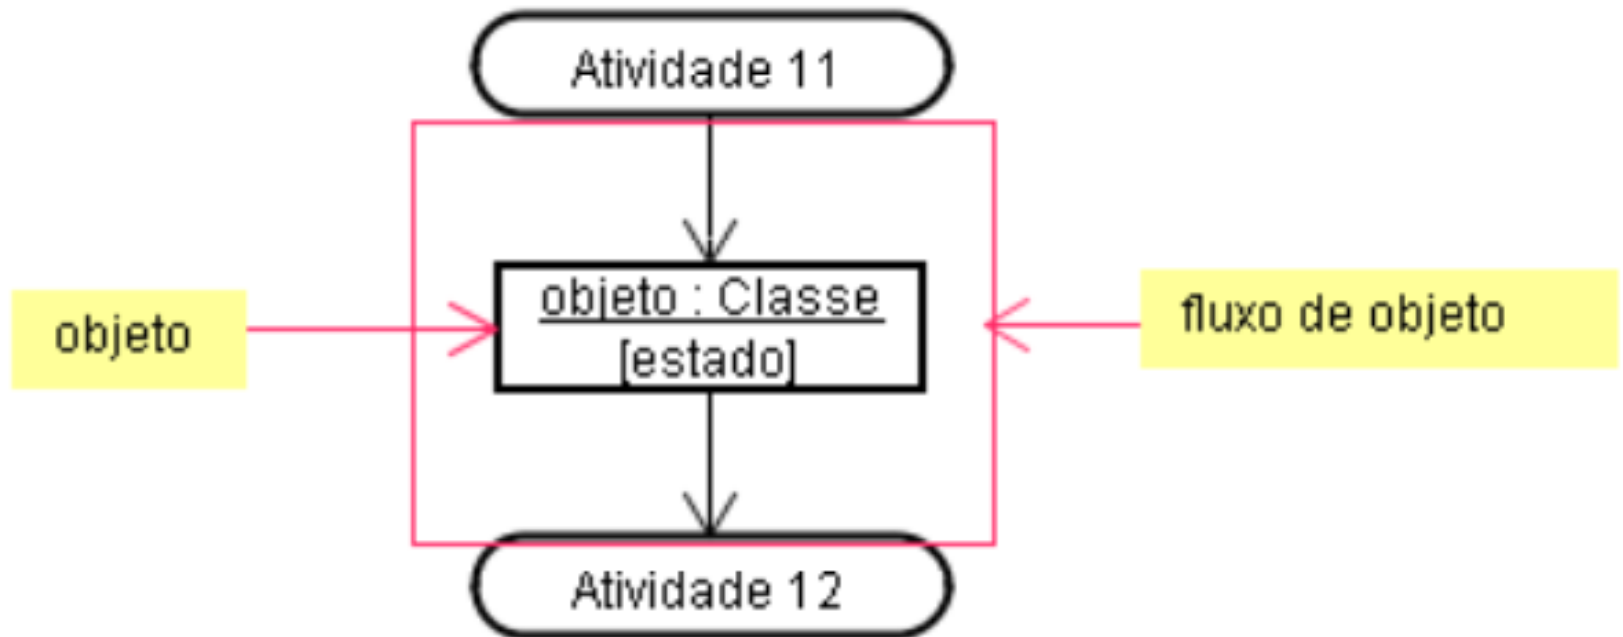 Atividade 11
objeto : Classe
[estado]
objeto
fluxo de objeto
Atividade 12